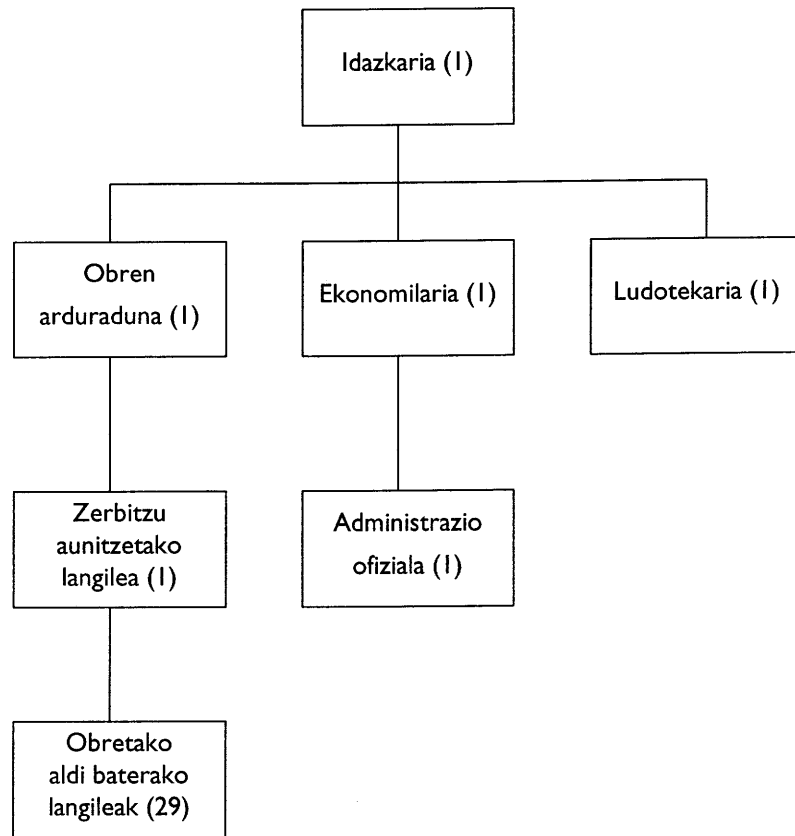 Idazkaria (1)
Obren
arduraduna (1)
Ekonomilaria (1)
Ludotekaria (1)
Zerbitzu
aunitzetako
langilea (1)
Administrazio
ofiziala (1)
Obretako
aldi baterako
langileak (29)